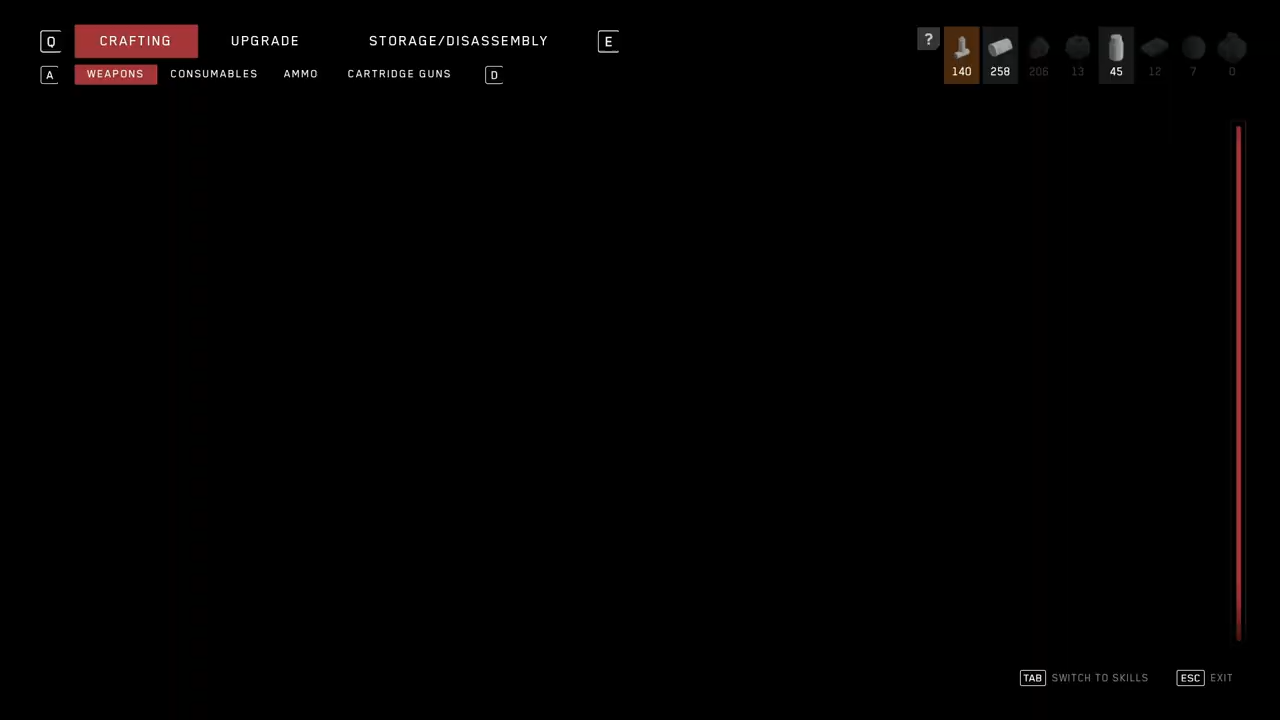 Q CRAFTING UPGRADE STORAGE/DISASSEMBLY E ?
A WEAPONS CONSUMABLES AMMO CARTRIDGE GUNS D 140 258 206 13 45 12 7 0
TAB SWITCH TO SKILLS ESC EXIT